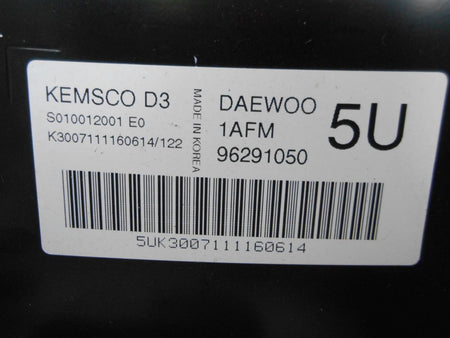 KEMSCO D3
S010012001 E0
K3007111160614/122
MADE IN KOREA
DAEWOO
1AFM
96291050
5U
5UK3007111160614